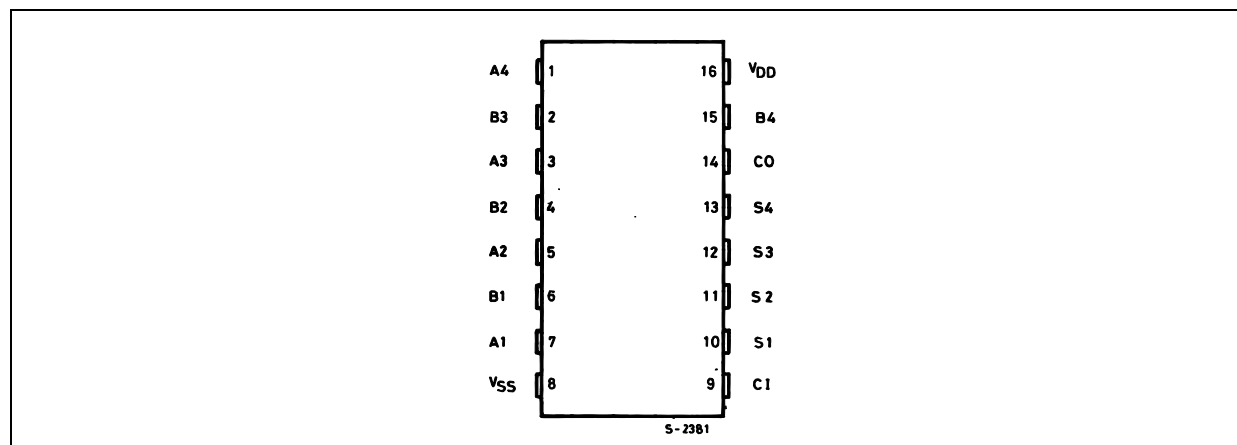 A4 1 16 VDD
B3 2 15 B4
A3 3 14 CO
B2 4 13 S4
A2 5 12 S3
B1 6 11 S2
A1 7 10 S1
VSS 8 9 CI
S-2381